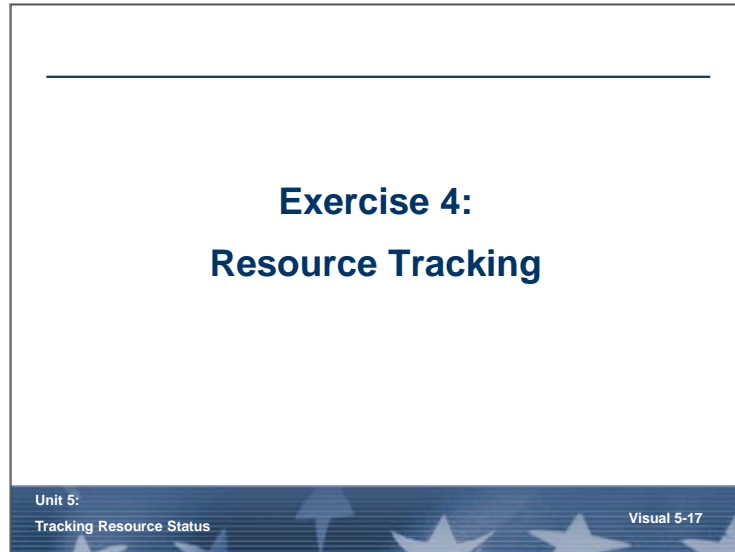 Exercise 4:
Resource Tracking
Unit 5:
Tracking Resource Status
Visual 5-17